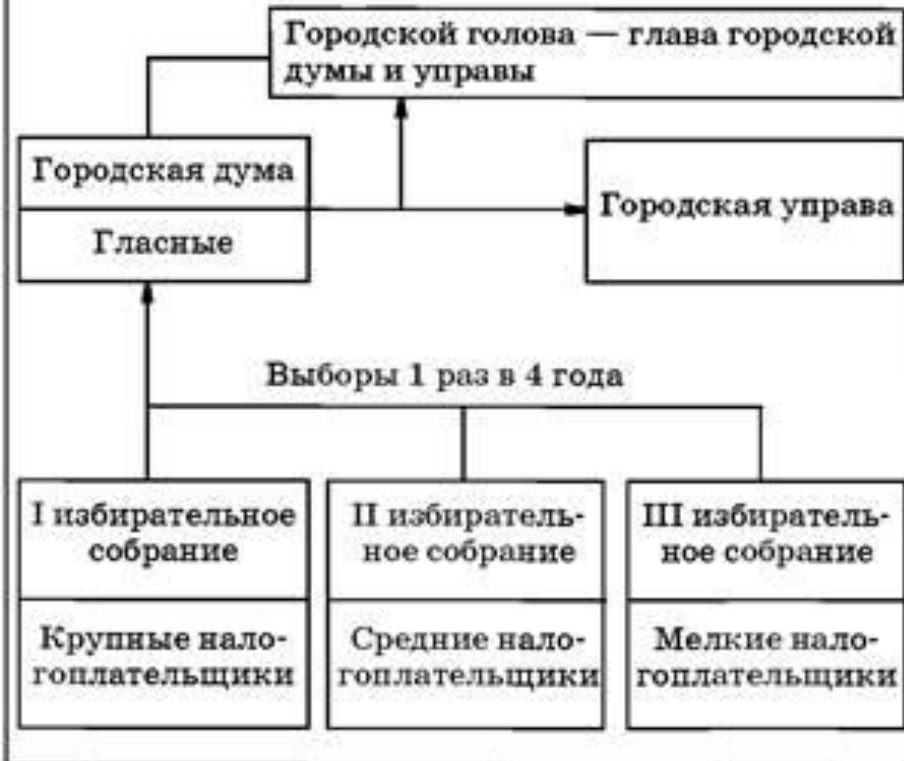 Городской голова — глава городской
думы и управы
Городская дума
Гласные
Городская управа
Выборы 1 раз в 4 года
I избирательное
собрание
Крупные нало-
гоплательщики
II избиратель-
ное собрание
Средние нало-
гоплательщики
III избиратель-
ное собрание
Мелкие нало-
гоплательщики